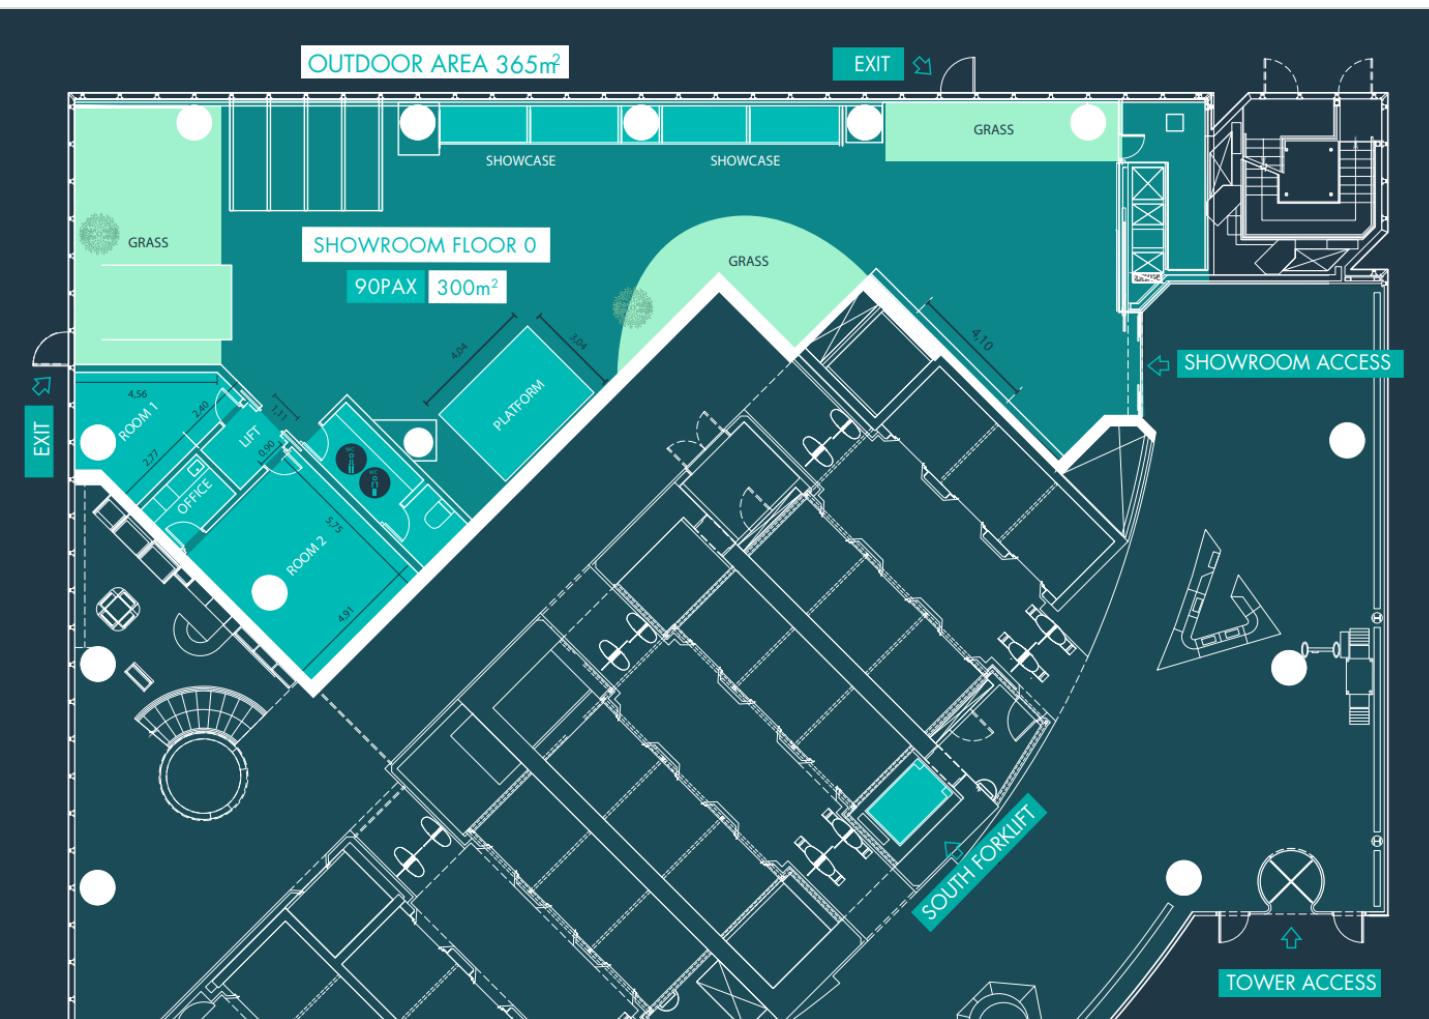 OUTDOOR AREA 365m²
EXIT
GRASS
SHOWCASE
SHOWCASE
GRASS
SHOWROOM FLOOR 0
90PAX
300m²
GRASS
4,04
3,04
4,10
PLATFORM
SHOWROOM ACCESS
EXIT
4,56
ROOM 1
2,40
1,11
LIFT
0,90
2,77
OFFICE
WC
WC
5,75
ROOM 2
4,91
SOUTH FORKLIFT
TOWER ACCESS